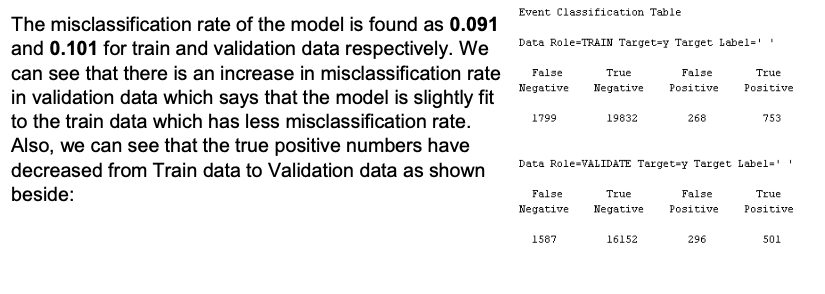 The misclassification rate of the model is found as 0.091
and 0.101 for train and validation data respectively. We
can see that there is an increase in misclassification rate
in validation data which says that the model is slightly fit
to the train data which has less misclassification rate.
Also, we can see that the true positive numbers have
decreased from Train data to Validation data as shown
beside:
Event Classification Table
Data Role=TRAIN Target=y Target Label=' '
False True False True
Negative Negative Positive Positive
1799 19832 268 753
Data Role=VALIDATE Target=y Target Label=' '
False True False True
Negative Negative Positive Positive
1587 16152 296 501